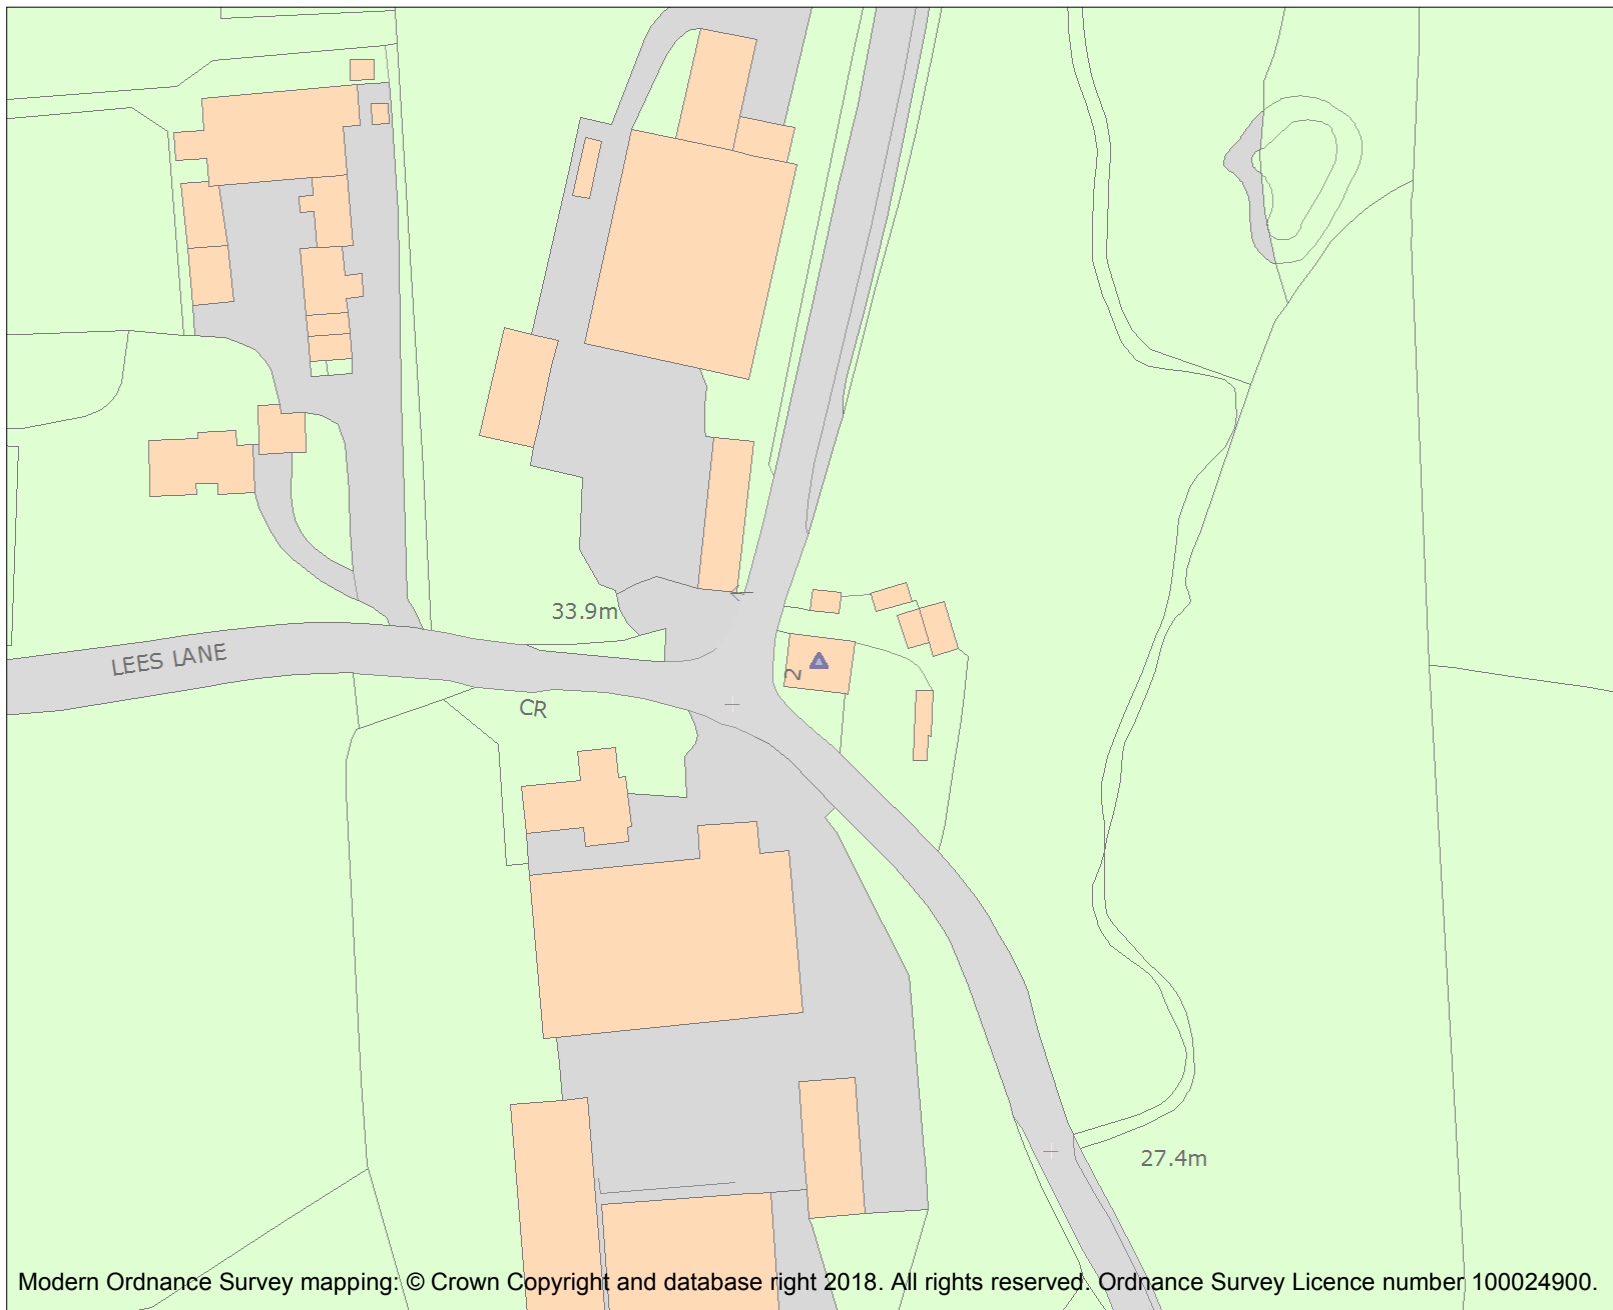 33.9m
LEES LANE
2
CR
27.4m
Modern Ordnance Survey mapping: © Crown Copyright and database right 2018. All rights reserved. Ordnance Survey Licence number 100024900.